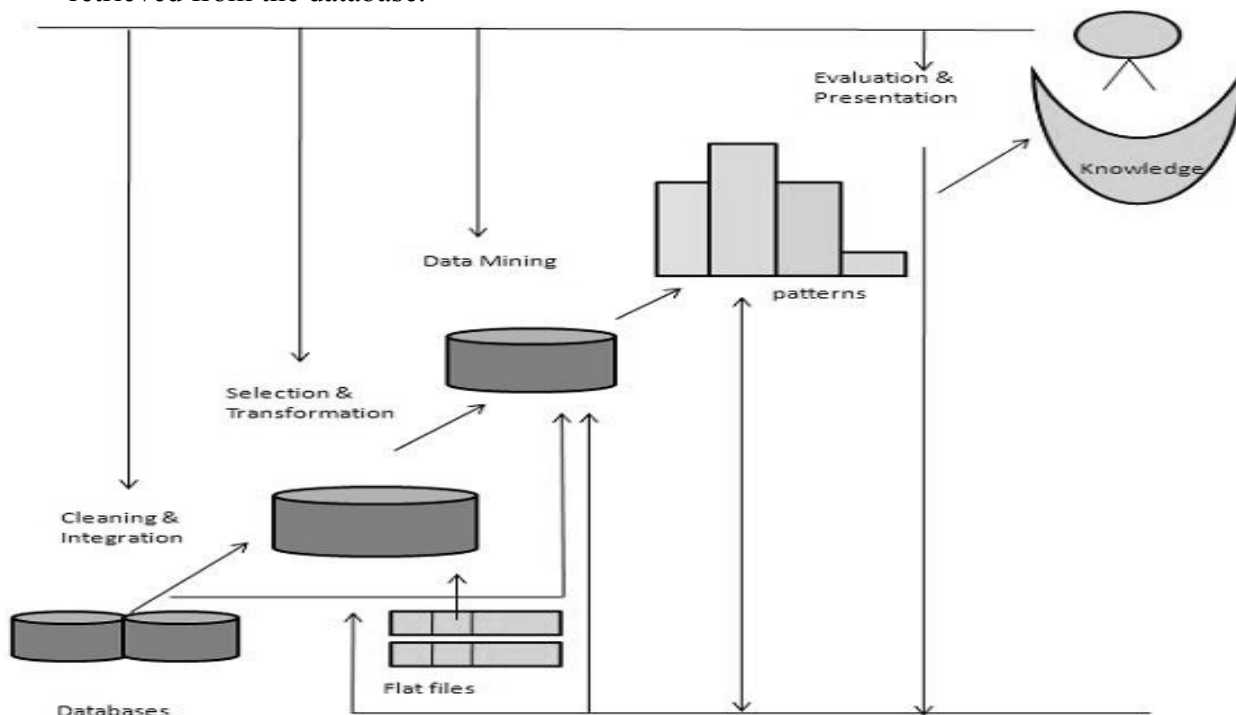 retrieved from the database.
Evaluation &
Presentation
Knowledge
Data Mining
patterns
Selection &
Transformation
Cleaning &
Integration
Flat files
Databases